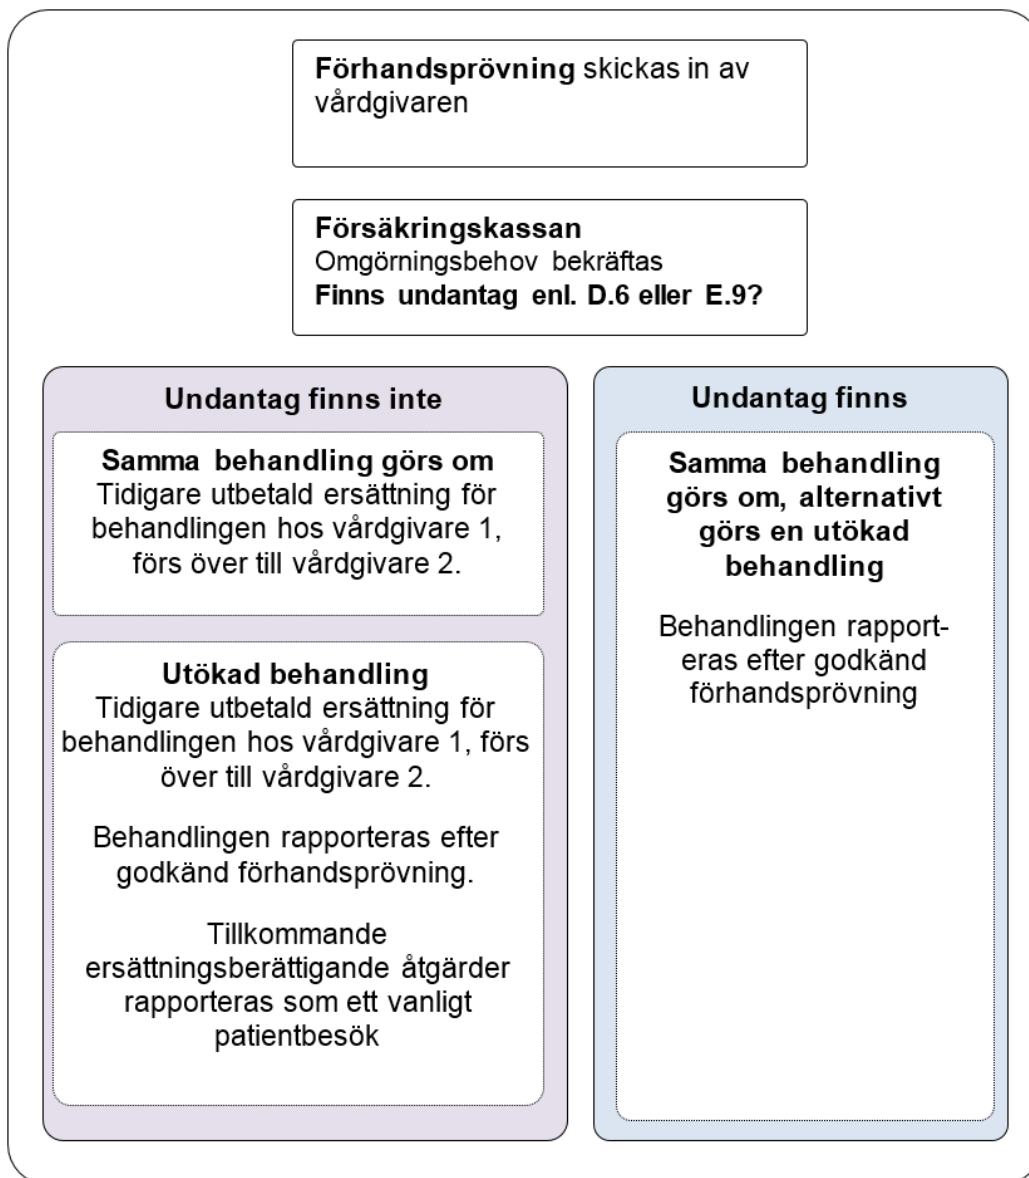 Förhandsprövning skickas in av
vårdgivaren
Försäkringskassan
Omgörningsbehov bekräftas
Finns undantag enl. D.6 eller E.9?
Undantag finns inte
Samma behandling görs om
Tidigare utbetald ersättning för
behandlingen hos vårdgivare 1,
förs över till vårdgivare 2.
Utökad behandling
Tidigare utbetald ersättning för
behandlingen hos vårdgivare 1, förs
över till vårdgivare 2.
Behandlingen rapporteras efter
godkänd förhandsprövning.
Tillkommande
ersättningsberättigande åtgärder
rapporteras som ett vanligt
patientbesök
Undantag finns
Samma behandling
görs om, alternativt
görs en utökad
behandling
Behandlingen rapport-
eras efter godkänd
förhandsprövning